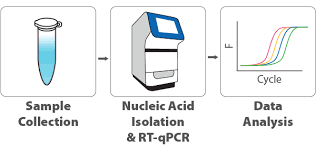 F
Cycle
Sample
Collection
Nucleic Acid
Isolation
& RT-qPCR
Data
Analysis